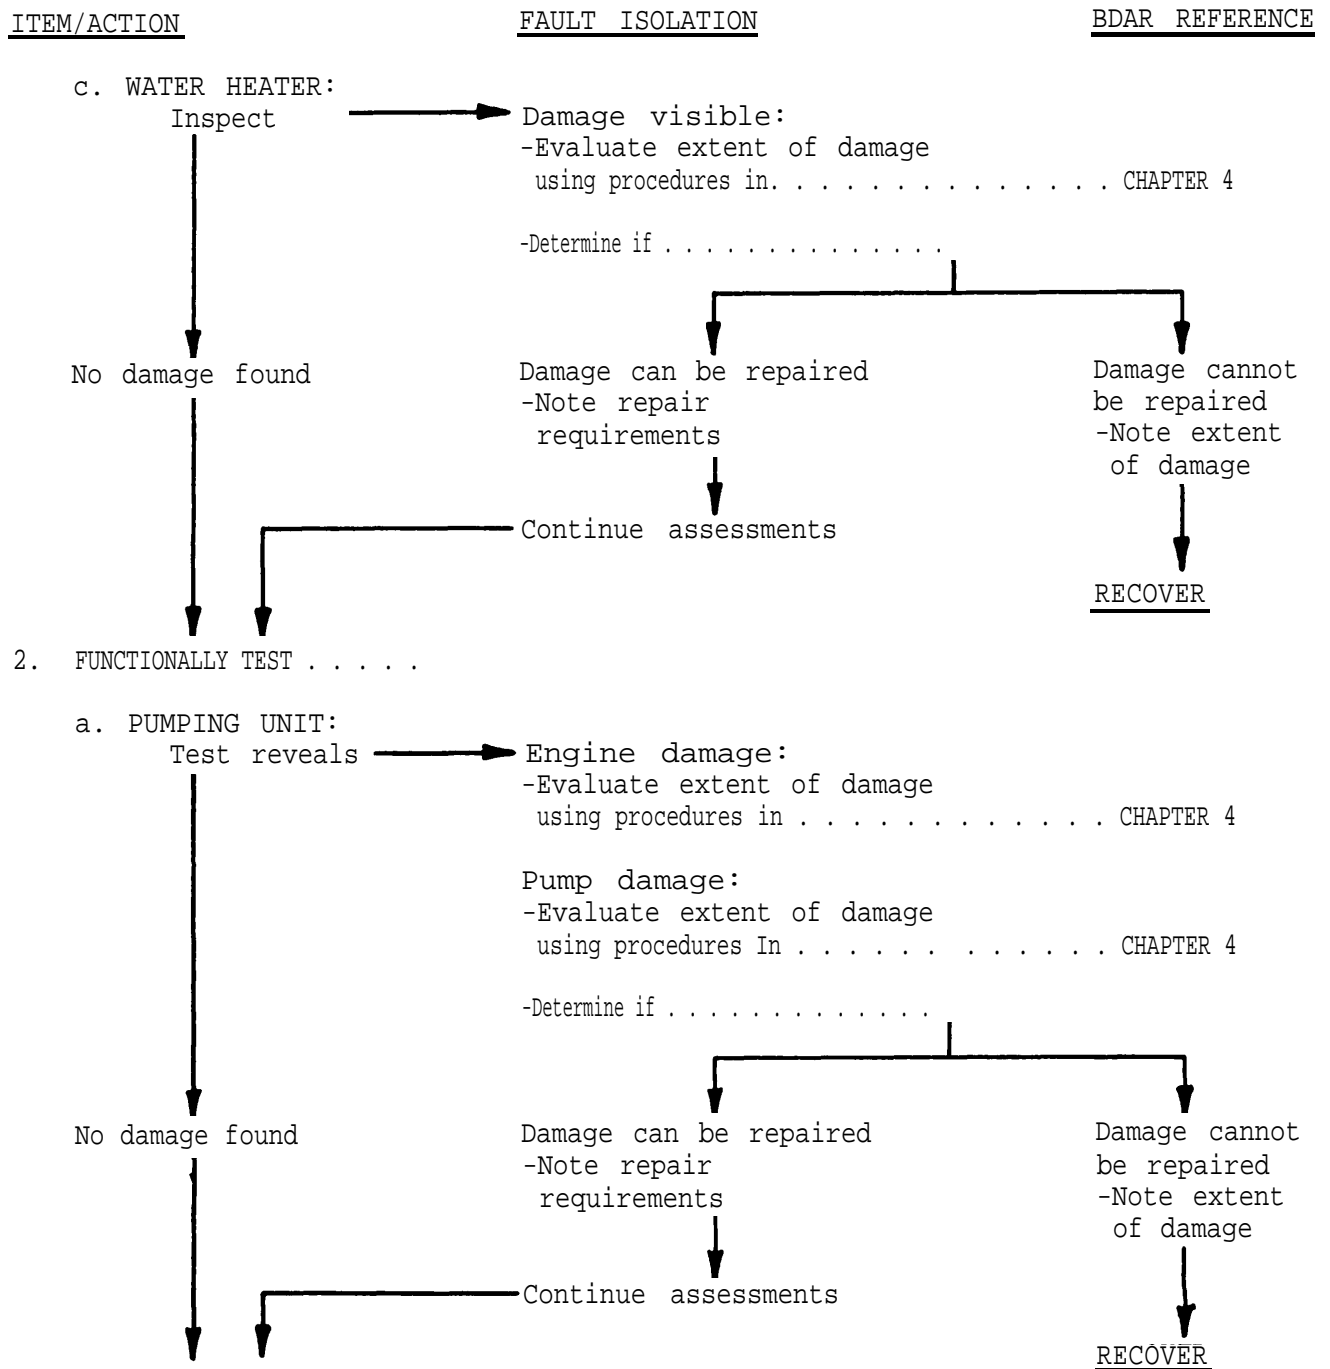 ITEM/ACTION FAULT ISOLATION BDAR REFERENCE
c. WATER HEATER:
Inspect
Damage visible:
-Evaluate extent of damage
using procedures in. . . . . . . . . . . . . . . CHAPTER 4
-Determine if . . . . . . . . . . . . . .
No damage found
Damage can be repaired
-Note repair
requirements
Damage cannot
be repaired
-Note extent
of damage
Continue assessments
RECOVER
2. FUNCTIONALLY TEST . . . . .
a. PUMPING UNIT:
Test reveals
Engine damage:
-Evaluate extent of damage
using procedures in . . . . . . . . . . . . CHAPTER 4
Pump damage:
-Evaluate extent of damage
using procedures In . . . . . . . . . . . . CHAPTER 4
-Determine if . . . . . . . . . . . . .
No damage found
Damage can be repaired
-Note repair
requirements
Damage cannot
be repaired
-Note extent
of damage
Continue assessments
RECOVER